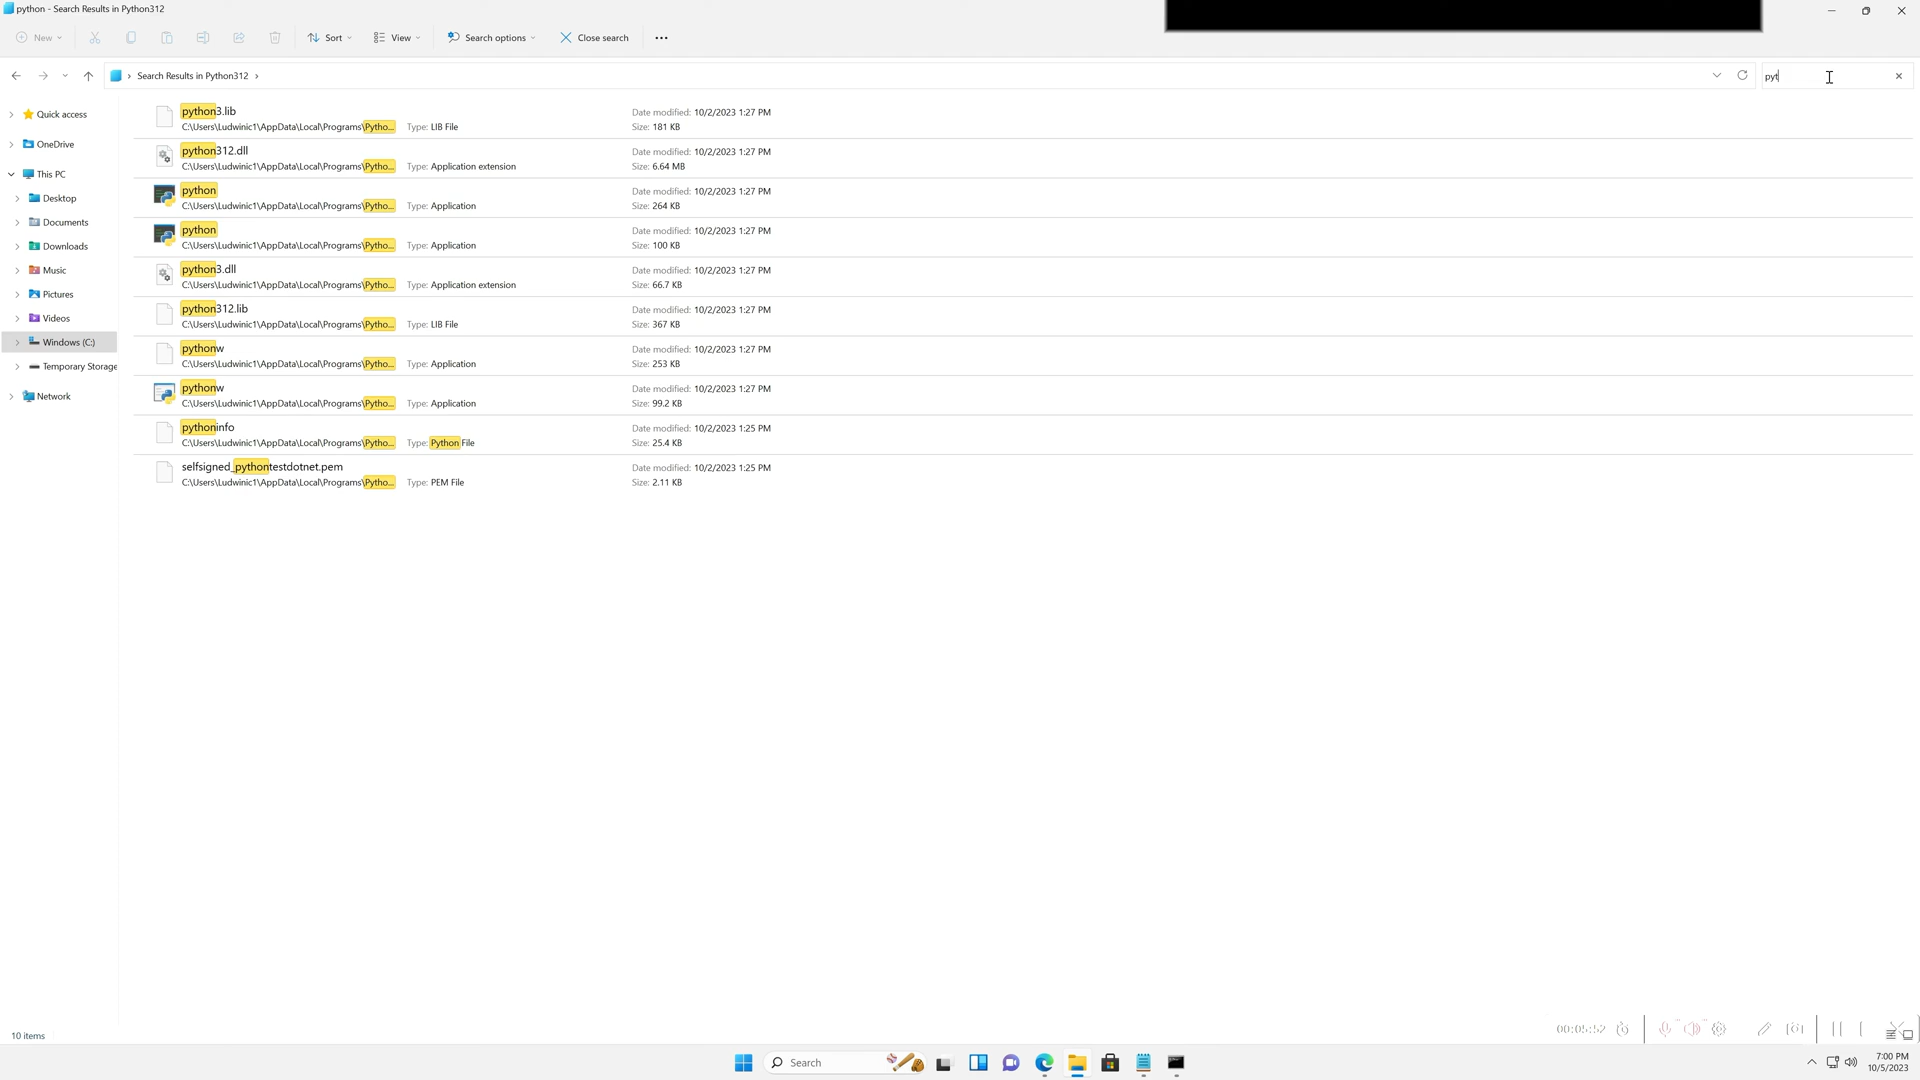 python - Search Results in Python312
New
Sort
View
Search options
Close search
Search Results in Python312
pyt
Quick access
OneDrive
This PC
Desktop
Documents
Downloads
Music
Pictures
Videos
Windows (C:)
Temporary Storage
Network
python3.lib
Date modified: 10/2/2023 1:27 PM
C:\Users\Ludwinic1\AppData\Local\Programs\Pytho... Type: LIB File
Size: 181 KB
python312.dll
Date modified: 10/2/2023 1:27 PM
C:\Users\Ludwinic1\AppData\Local\Programs\Pytho... Type: Application extension
Size: 6.64 MB
python
Date modified: 10/2/2023 1:27 PM
C:\Users\Ludwinic1\AppData\Local\Programs\Pytho... Type: Application
Size: 264 KB
python
Date modified: 10/2/2023 1:27 PM
C:\Users\Ludwinic1\AppData\Local\Programs\Pytho... Type: Application
Size: 100 KB
python3.dll
Date modified: 10/2/2023 1:27 PM
C:\Users\Ludwinic1\AppData\Local\Programs\Pytho... Type: Application extension
Size: 66.7 KB
python312.lib
Date modified: 10/2/2023 1:27 PM
C:\Users\Ludwinic1\AppData\Local\Programs\Pytho... Type: LIB File
Size: 367 KB
pythonw
Date modified: 10/2/2023 1:27 PM
C:\Users\Ludwinic1\AppData\Local\Programs\Pytho... Type: Application
Size: 253 KB
pythonw
Date modified: 10/2/2023 1:27 PM
C:\Users\Ludwinic1\AppData\Local\Programs\Pytho... Type: Application
Size: 99.2 KB
pythoninfo
Date modified: 10/2/2023 1:25 PM
C:\Users\Ludwinic1\AppData\Local\Programs\Pytho... Type: Python File
Size: 25.4 KB
selfsigned_pythontestdotnet.pem
Date modified: 10/2/2023 1:25 PM
C:\Users\Ludwinic1\AppData\Local\Programs\Pytho... Type: PEM File
Size: 2.11 KB
10 items
00:05:52
Search
7:00 PM
10/5/2023